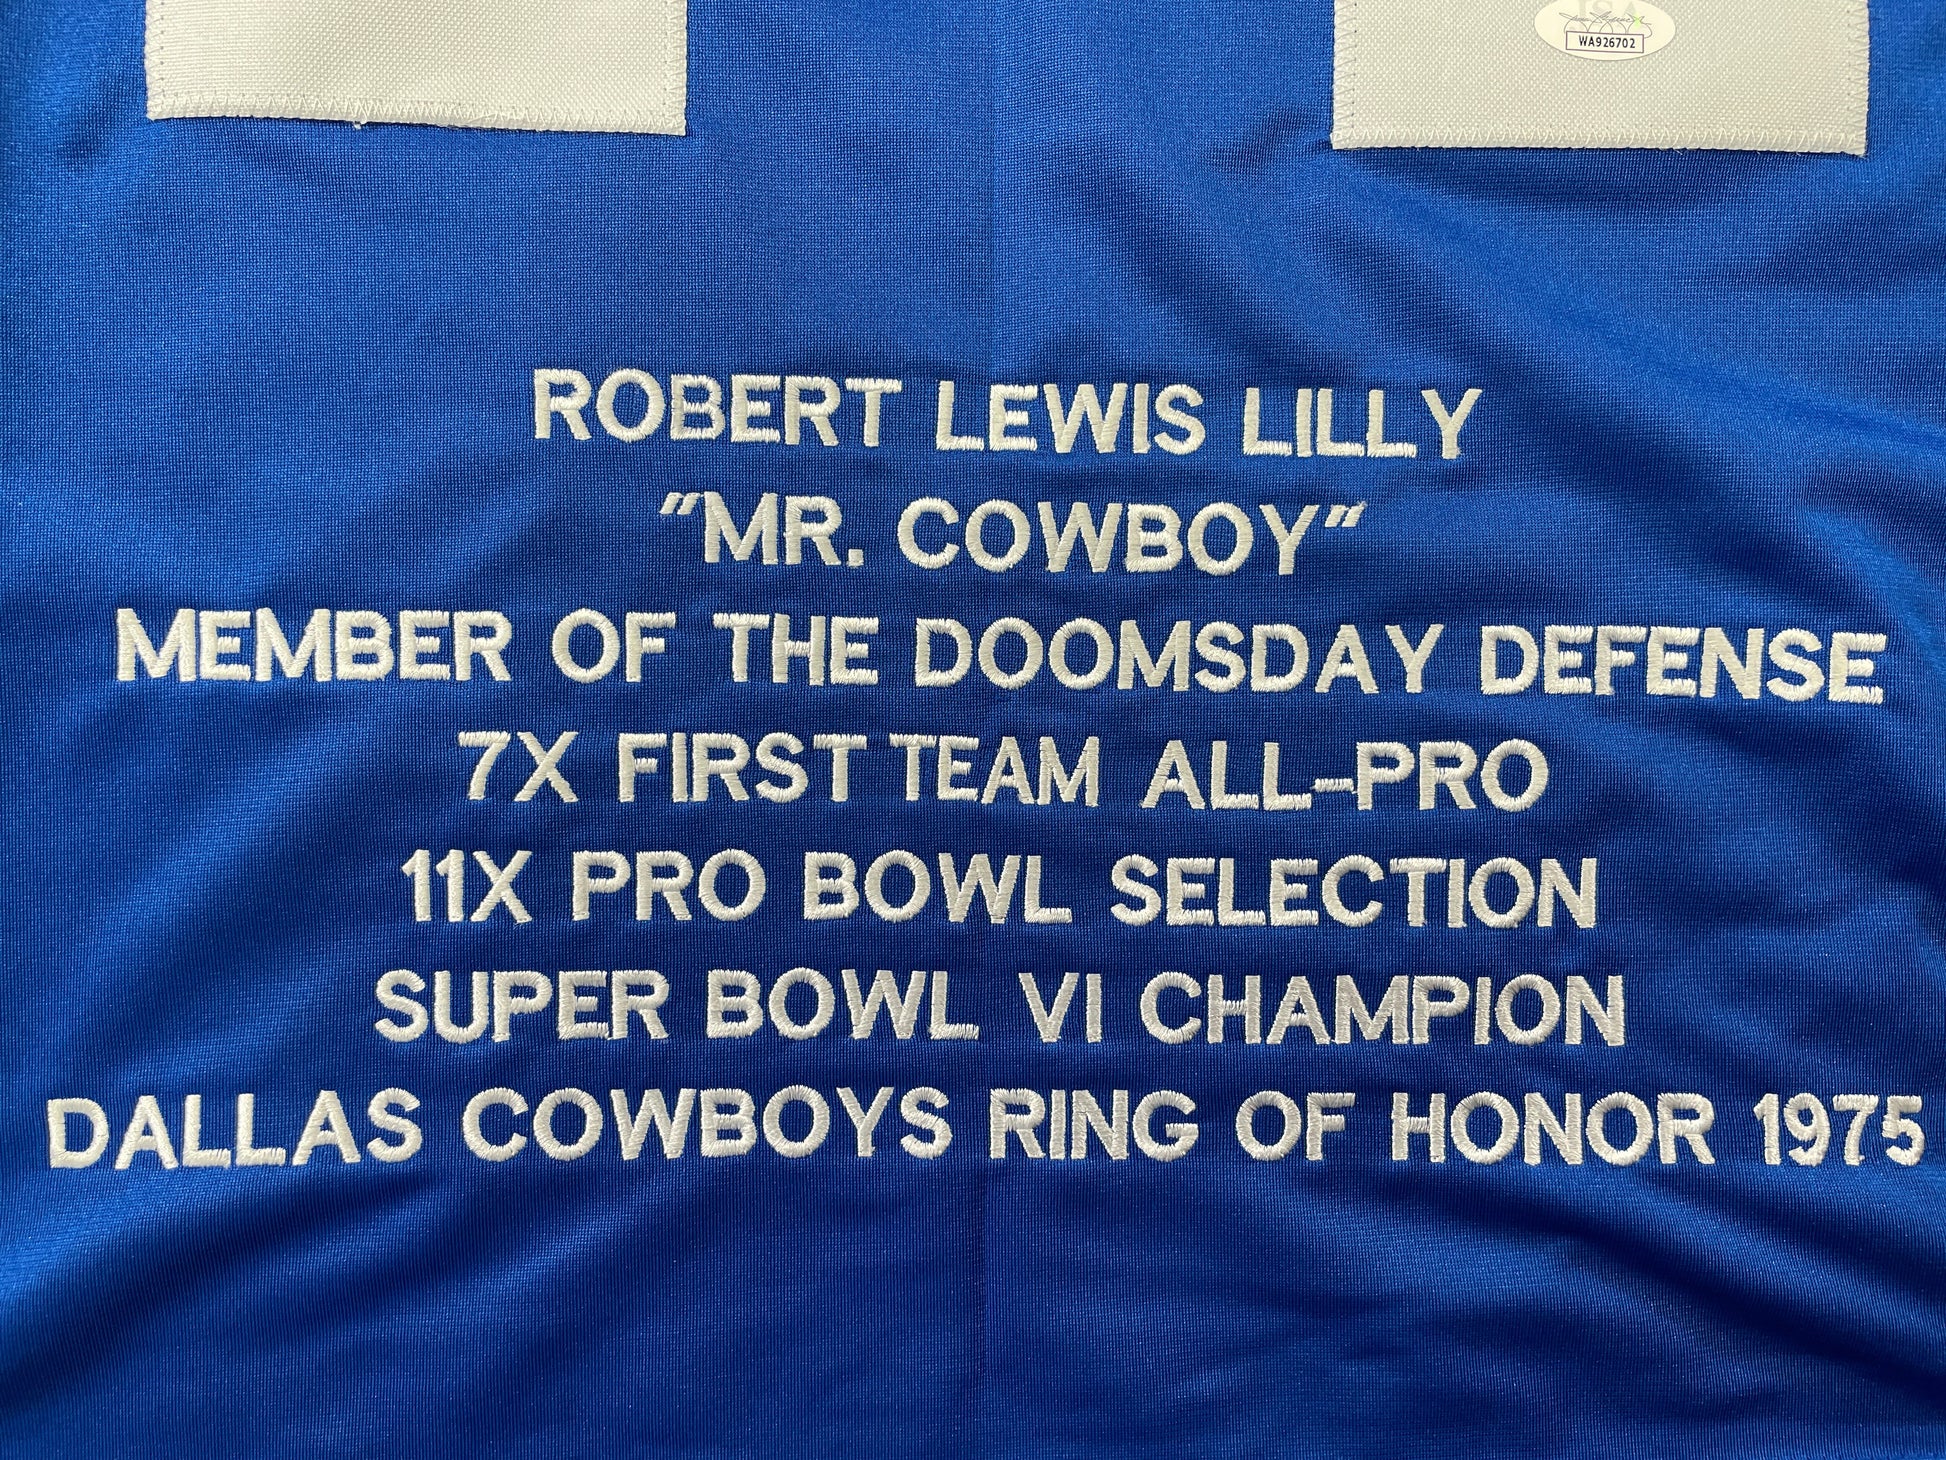 JSA
WA926702
ROBERT LEWIS LILLY
"MR. COWBOY"
MEMBER OF THE DOOMSDAY DEFENSE
7X FIRST TEAM ALL-PRO
11X PRO BOWL SELECTION
SUPER BOWL VI CHAMPION
DALLAS COWBOYS RING OF HONOR 1975